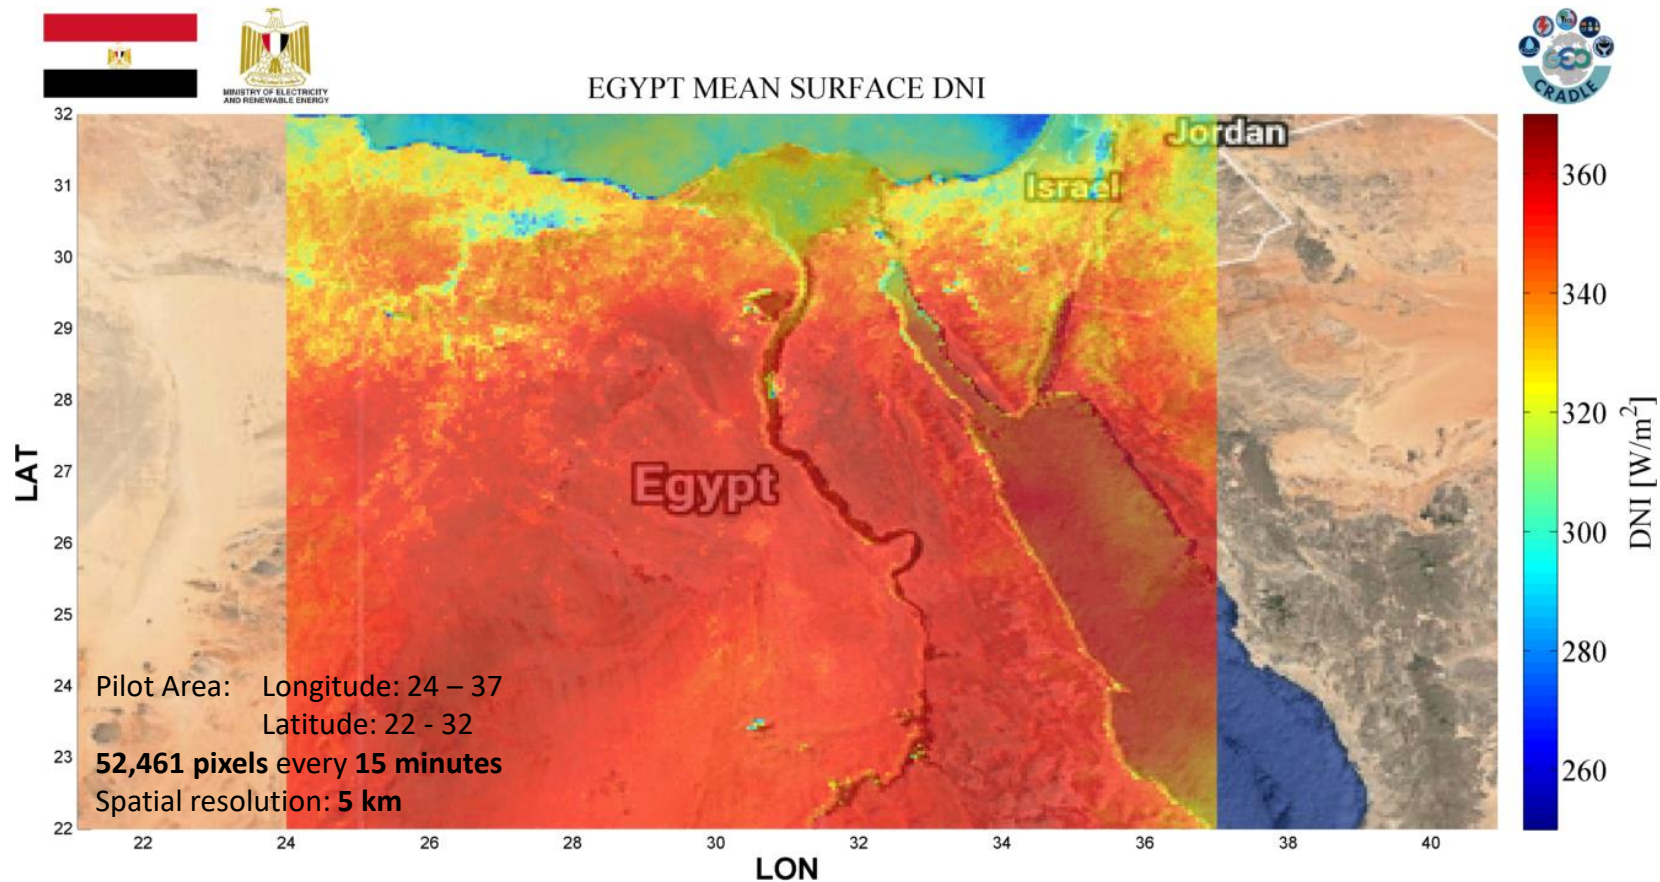 MINISTRY OF ELECTRICITY
AND RENEWABLE ENERGY
EGYPT MEAN SURFACE DNI
GEO
CRADLE
32
31
30
29
28
27
26
25
24
23
22
LAT
Jordan
Israel
Egypt
Pilot Area: Longitude: 24 – 37
Latitude: 22 - 32
52,461 pixels every 15 minutes
Spatial resolution: 5 km
22 24 26 28 30 32 34 36 38 40
LON
360
340
320
300
280
260
DNI [W/m²]